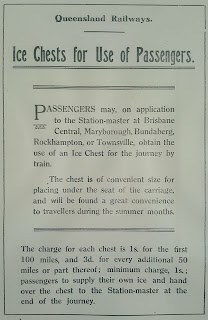 Queensland Railways.
Ice Chests for Use of Passengers.
PASSENGERS may, on application
to the Station-master at Brisbane
Central, Maryborough, Bundaberg,
Rockhampton, or Townsville, obtain the
use of an Ice Chest for the journey by
train.
The chest is of convenient size for
placing under the seat of the carriage,
and will be found a great convenience
to travellers during the summer months.
The charge for each chest is 1s. for the first
100 miles, and 3d. for every additional 50
miles or part thereof; minimum charge, 1s.;
passengers to supply their own ice and hand
over the chest to the Station-master at the
end of the journey.